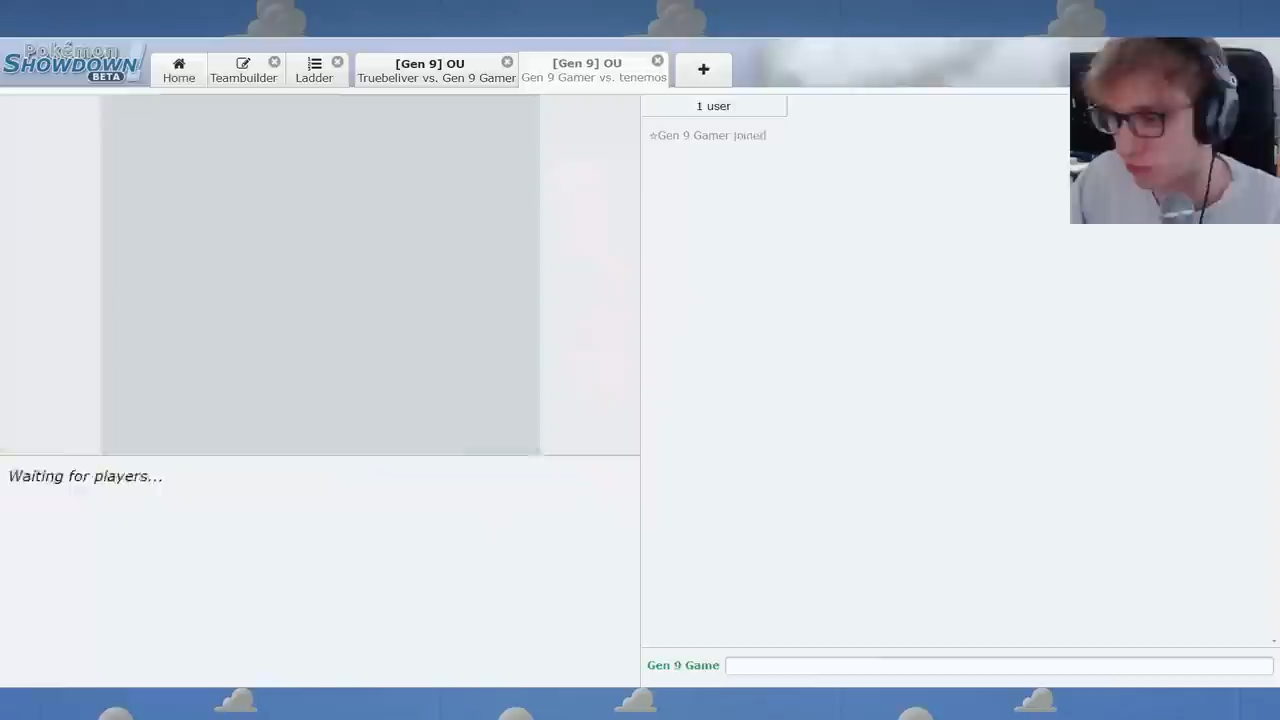 Pokémon
SHOWDOWN!
BETA
Home
Teambuilder
Ladder
[Gen 9] OU
Truebeliver vs. Gen 9 Gamer
[Gen 9] OU
Gen 9 Gamer vs. tenemos
1 user
☆Gen 9 Gamer joined
Waiting for players...
Gen 9 Game